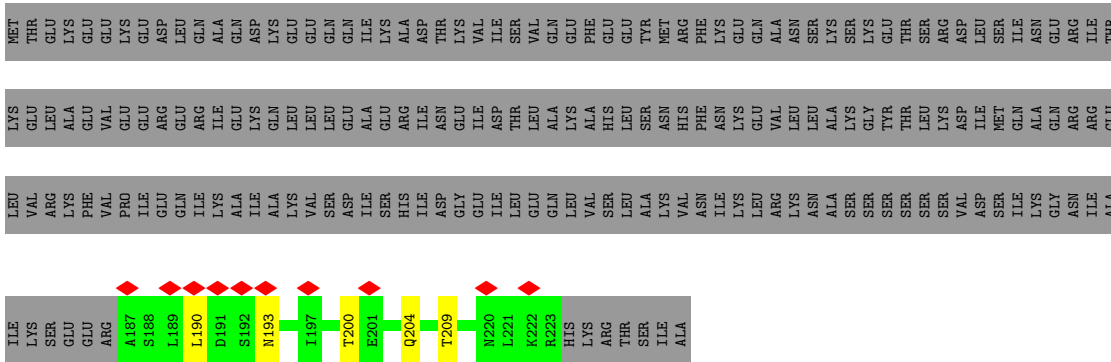 MET THR GLU LYS GLU GLU LYS GLU ASP LEU GLN ALA GLN ASP LYS GLU GLU GLN GLN ILE LYS ALA ASP THR LYS VAL ILE SER VAL GLN GLU PHE GLU GLU TYR MET ARG PHE LYS GLU GLN ALA ASN SER LYS SER LYS GLU THR SER ARG ASP LEU SER ILE ASN GLU ARG ILE THR
LYS GLU LEU ALA GLU VAL GLU GLU ARG GLU ARG ILE GLU LYS GLN LEU LEU LEU GLU ALA GLU ARG ILE ASN GLU ILE ASP THR LEU ALA LYS ALA HIS LEU SER ASN HIS PHE ASN LYS GLU VAL LEU LEU ALA LYS GLY TYR THR LEU LYS ASP ILE MET GLN ALA GLN ARG ARG GLU
LEU VAL ARG LYS PHE VAL PRO ILE GLU GLN ILE LYS ALA ILE ALA LYS VAL SER ASP ILE SER HIS ILE ASP GLY GLU ILE LEU GLU GLN LEU VAL SER LEU ALA LYS VAL ASN ILE LYS LEU ARG LYS ASN ALA SER SER SER SER SER SER VAL ASP SER ILE LYS GLY ASN ILE ALA
ILE LYS SER GLU GLU ARG A187 S188 L189 L190 D191 S192 N193 I197 T200 E201 Q204 T209 N220 L221 K222 R223 HIS LYS ARG THR SER ILE ALA